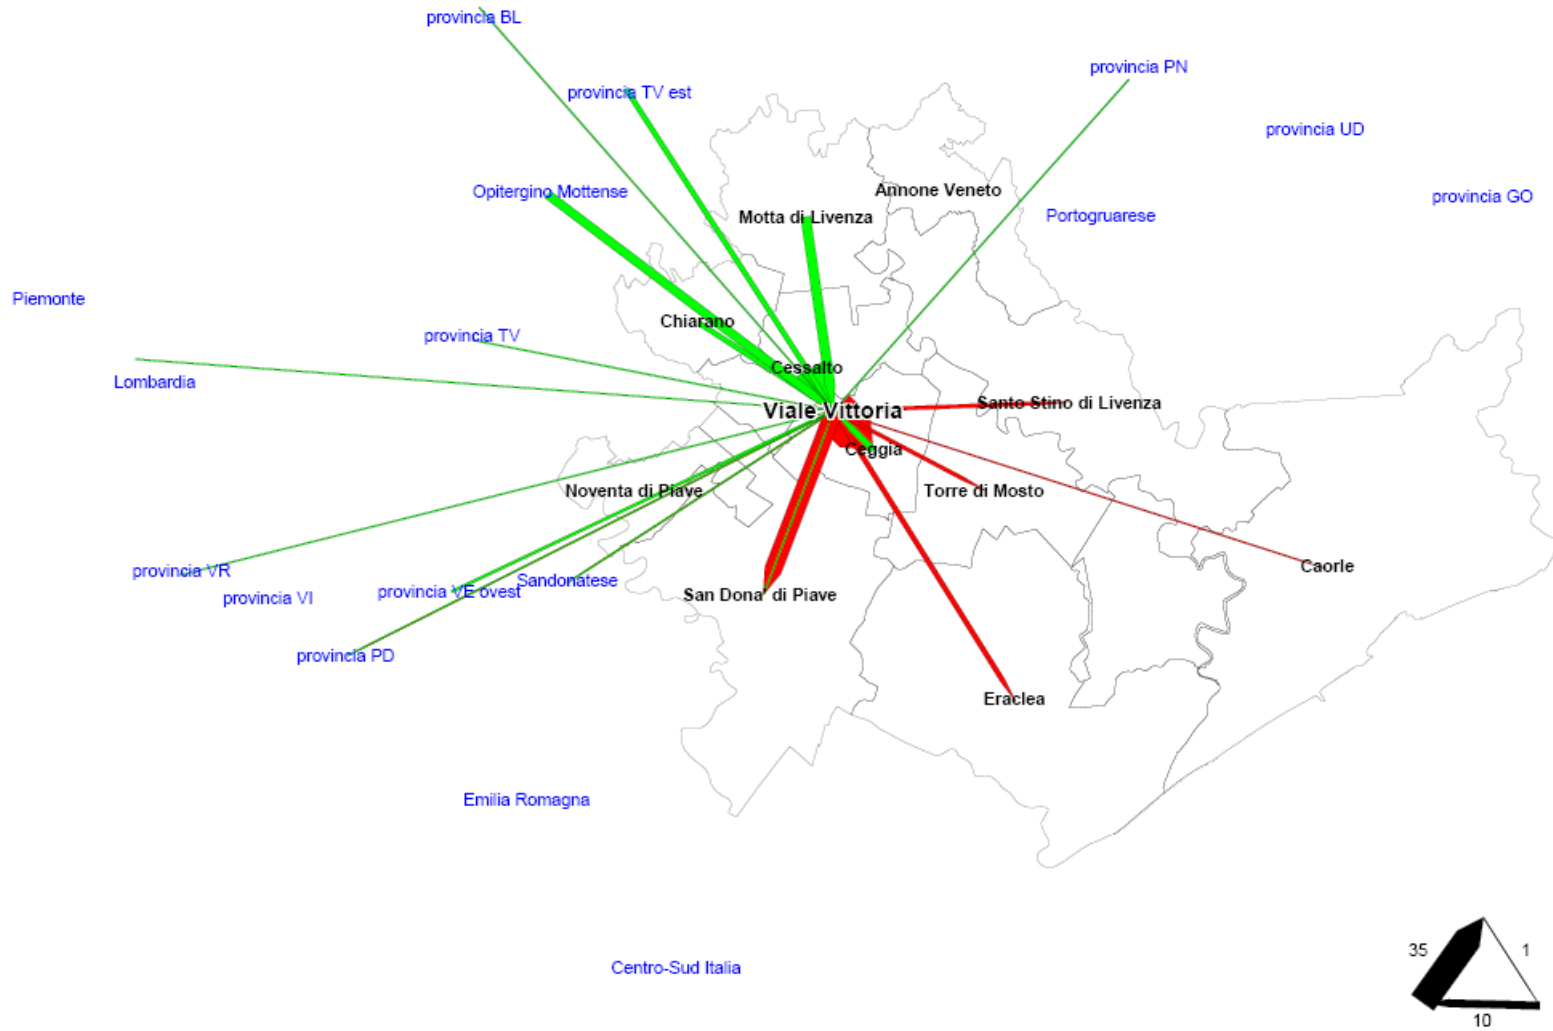 provincia BL
provincia PN
provincia TV est
provincia UD
Opitergino Mottense
Annone Veneto
provincia GO
Motta di Livenza
Portogruarese
Piemonte
Chiarano
provincia TV
Cessalto
Lombardia
Viale Vittoria
Santo Stino di Livenza
Ceggia
Noventa di Piave
Torre di Mosto
provincia VR
Caorle
Sandonatese
provincia VE ovest
San Dona' di Piave
provincia VI
provincia PD
Eraclea
Emilia Romagna
35
1
Centro-Sud Italia
10